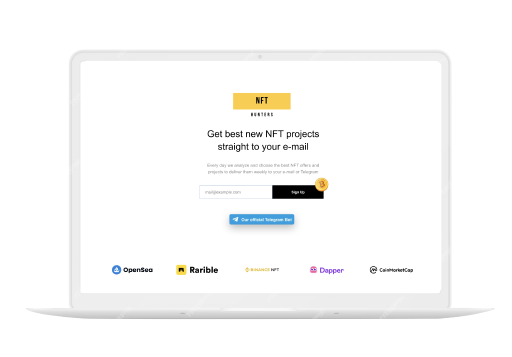 NFT
HUNTERS
Get best new NFT projects
straight to your e-mail
Every day we analyze and choose the best NFT offers and
projects to deliver them weekly to your e-mail or Telegram
mail@example.com
Sign Up
Our official Telegram Bot
OpenSea
Rarible
BINANCE NFT
Dapper
CoinMarketCap